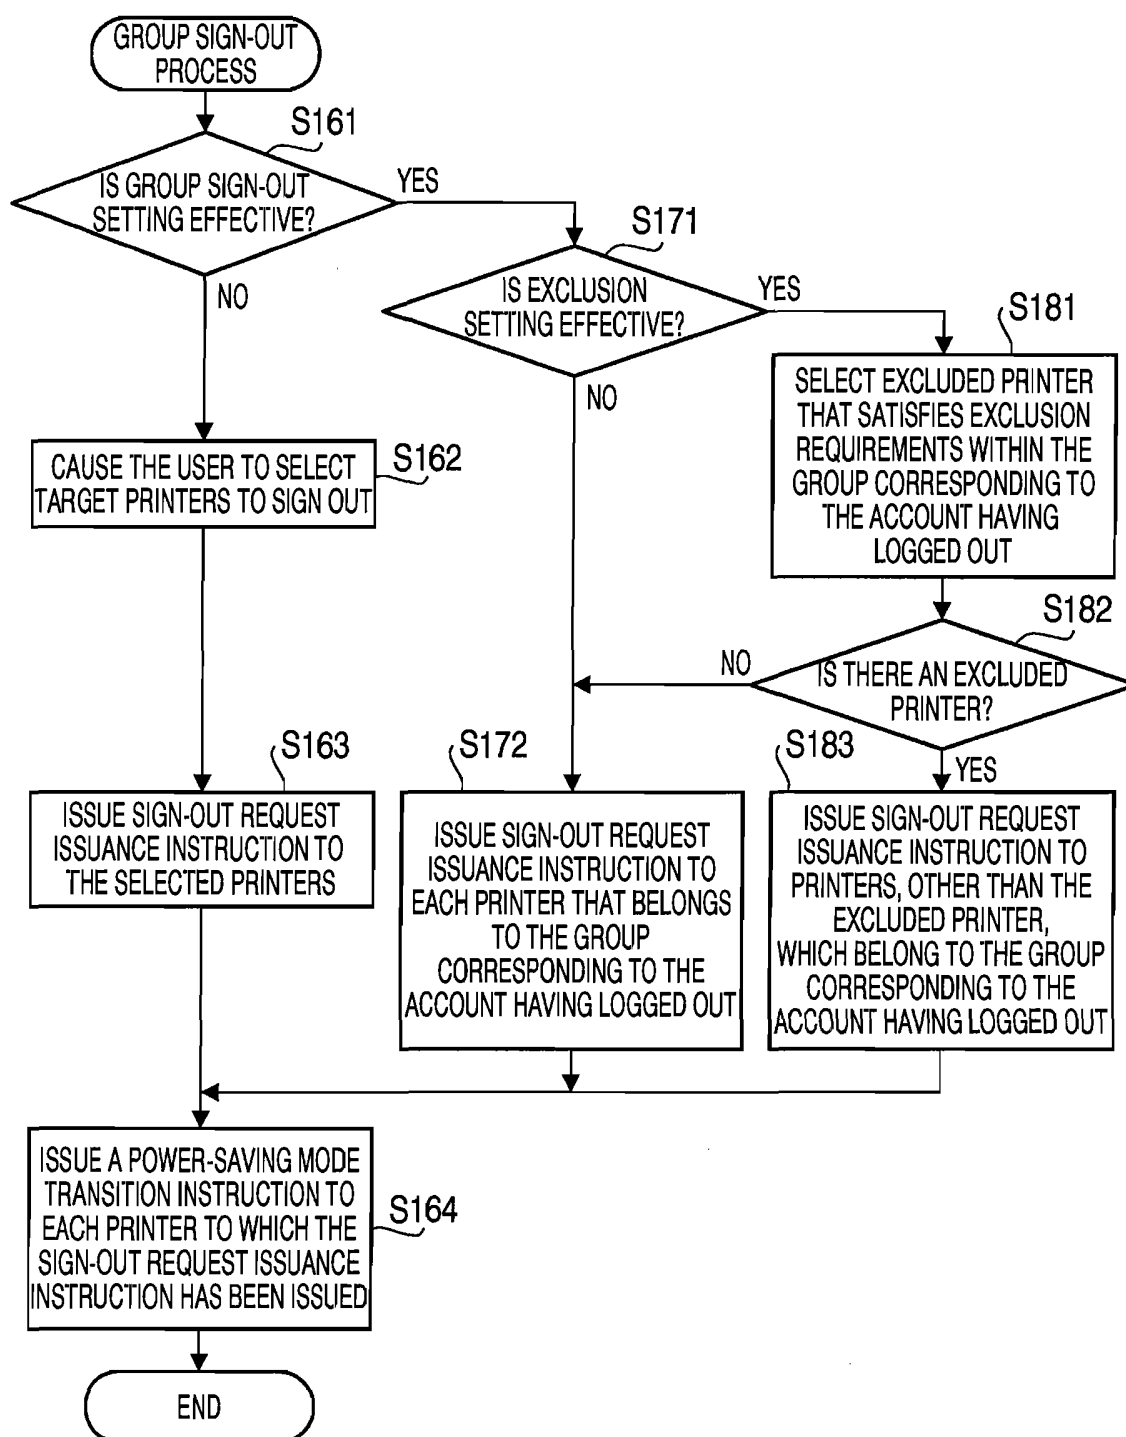 GROUP SIGN-OUT
PROCESS
S161
IS GROUP SIGN-OUT
SETTING EFFECTIVE?
YES
NO
S171
IS EXCLUSION
SETTING EFFECTIVE?
YES
NO
S181
SELECT EXCLUDED PRINTER
THAT SATISFIES EXCLUSION
REQUIREMENTS WITHIN THE
GROUP CORRESPONDING TO
THE ACCOUNT HAVING
LOGGED OUT
S162
CAUSE THE USER TO SELECT
TARGET PRINTERS TO SIGN OUT
S182
IS THERE AN EXCLUDED
PRINTER?
NO
YES
S163
ISSUE SIGN-OUT REQUEST
ISSUANCE INSTRUCTION TO
THE SELECTED PRINTERS
S172
ISSUE SIGN-OUT REQUEST
ISSUANCE INSTRUCTION TO
EACH PRINTER THAT BELONGS
TO THE GROUP
CORRESPONDING TO THE
ACCOUNT HAVING LOGGED OUT
S183
ISSUE SIGN-OUT REQUEST
ISSUANCE INSTRUCTION TO
PRINTERS, OTHER THAN THE
EXCLUDED PRINTER,
WHICH BELONG TO THE GROUP
CORRESPONDING TO THE
ACCOUNT HAVING LOGGED OUT
S164
ISSUE A POWER-SAVING MODE
TRANSITION INSTRUCTION TO
EACH PRINTER TO WHICH THE
SIGN-OUT REQUEST ISSUANCE
INSTRUCTION HAS BEEN ISSUED
END